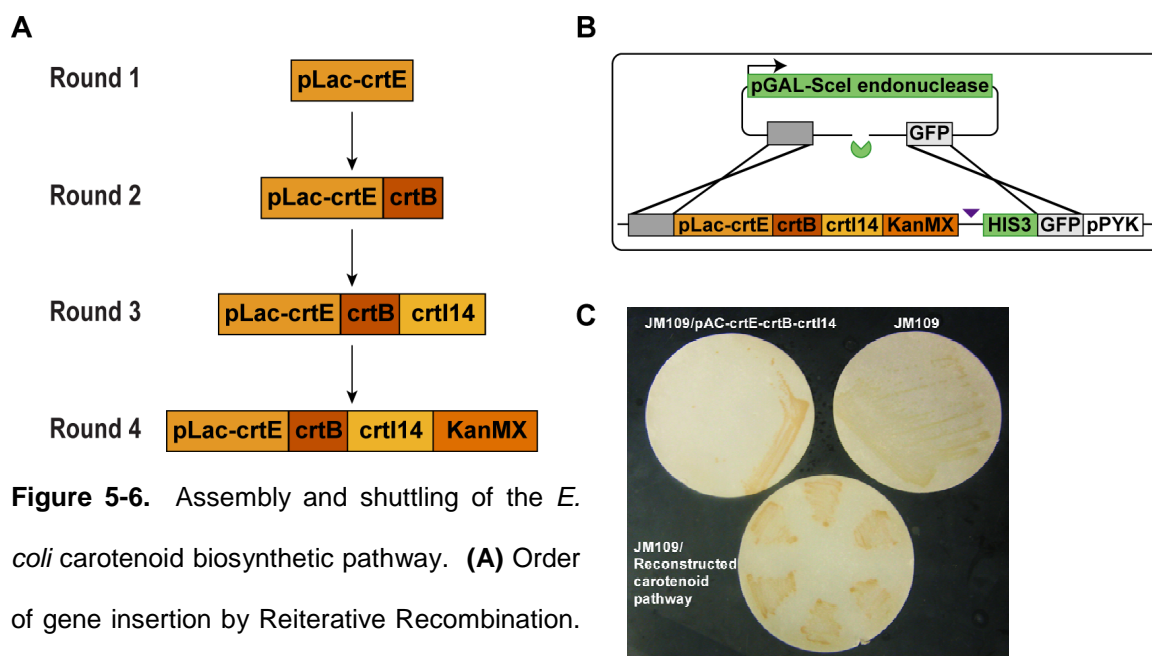 A
Round 1
pLac-crtE
Round 2
pLac-crtE crtB
Round 3
pLac-crtE crtB crtI14
Round 4
pLac-crtE crtB crtI14 KanMX
Figure 5-6. Assembly and shuttling of the E.
coli carotenoid biosynthetic pathway. (A) Order
of gene insertion by Reiterative Recombination.
B
pGAL-SceI endonuclease
GFP
pLac-crtE crtB crtI14 KanMX HIS3 GFP pPYK
C
JM109/pAC-crtE-crtB-crtI14 JM109
JM109/
Reconstructed
carotenoid
pathway